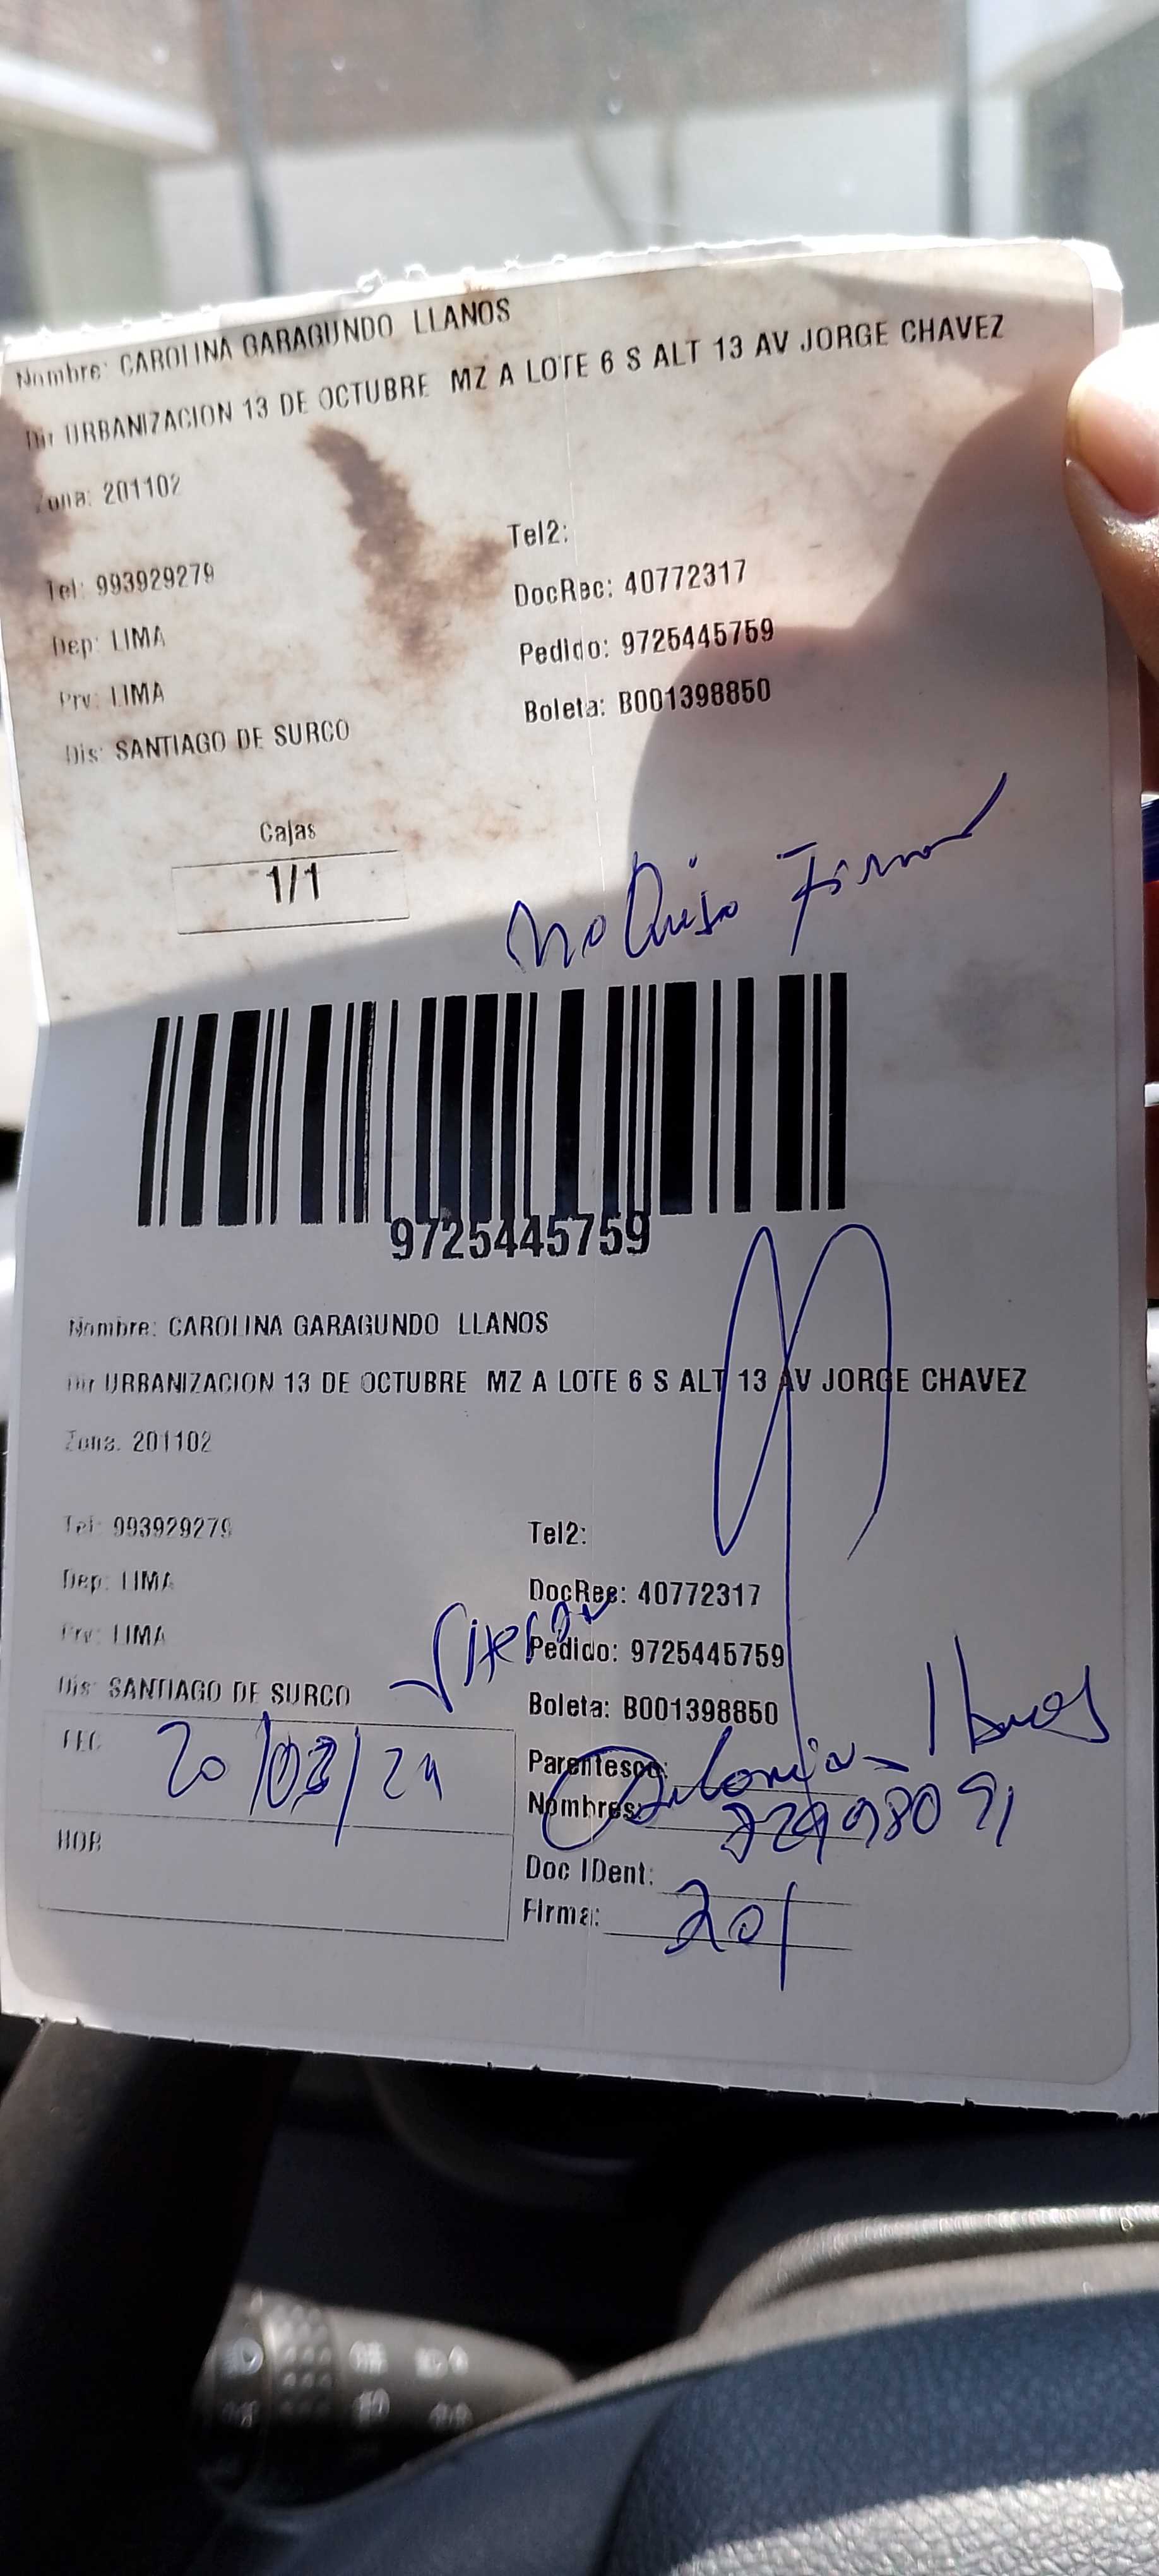 Nombre: CAROLINA GARAGUNDO LLANOS
Dir URBANIZACION 13 DE OCTUBRE MZ A LOTE 6 S ALT 13 AV JORGE CHAVEZ
Zona: 201102
Tel2:
Tel: 993929279
DocRec: 40772317
Dep: LIMA
Pedido: 9725445759
Prv: LIMA
Boleta: B001398850
Dis: SANTIAGO DE SURCO
Cajas
1/1
No Quiso Firmar
9725445759
Nombre: CAROLINA GARAGUNDO LLANOS
Dir URBANIZACION 13 DE OCTUBRE MZ A LOTE 6 S ALT 13 AV JORGE CHAVEZ
Zona: 201102
Tel: 993929279
Tel2:
Dep: LIMA
DocRec: 40772317
Prv: LIMA
Pedido: 9725445759
Dis: SANTIAGO DE SURCO
Boleta: B001398850
FEC
Parentesco:
Nombres:
HOR
Doc IDent:
Firma: 201